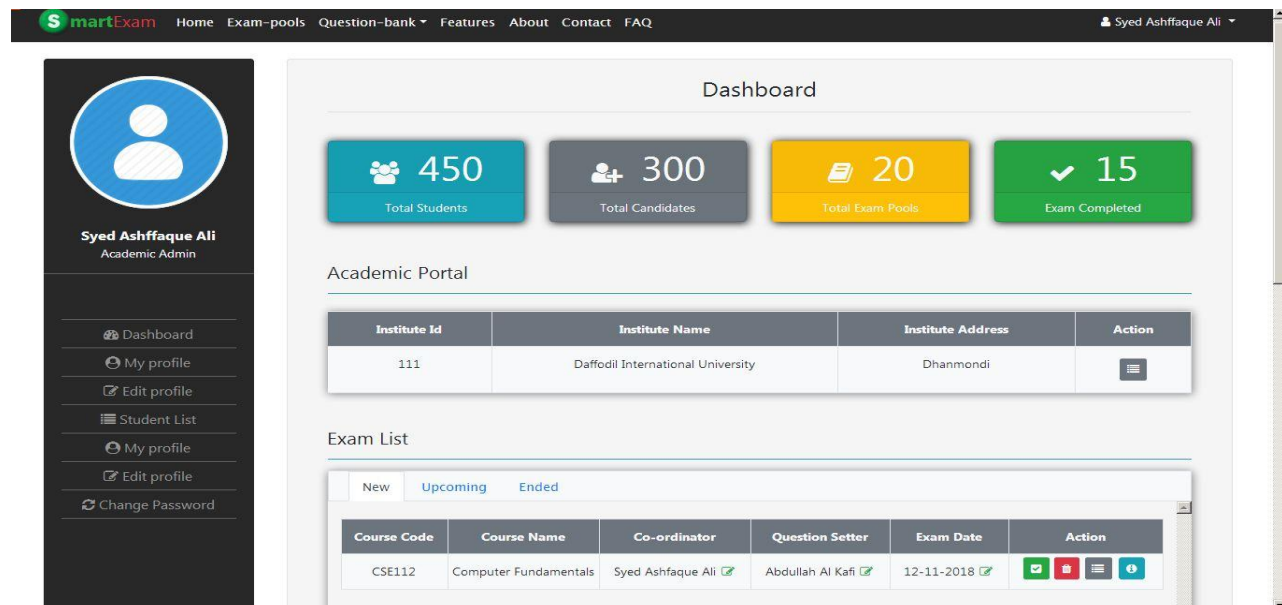 SmartExam Home Exam-pools Question-bank Features About Contact FAQ Syed Ashffaque Ali
Syed Ashffaque Ali
Academic Admin
Dashboard
My profile
Edit profile
Student List
My profile
Edit profile
Change Password
Dashboard
450 300 20 15
Total Students Total Candidates Total Exam Pools Exam Completed
Academic Portal
Institute Id Institute Name Institute Address Action
111 Daffodil International University Dhanmondi
Exam List
New Upcoming Ended
Course Code Course Name Co-ordinator Question Setter Exam Date Action
CSE112 Computer Fundamentals Syed Ashfaque Ali Abdullah Al Kafi 12-11-2018